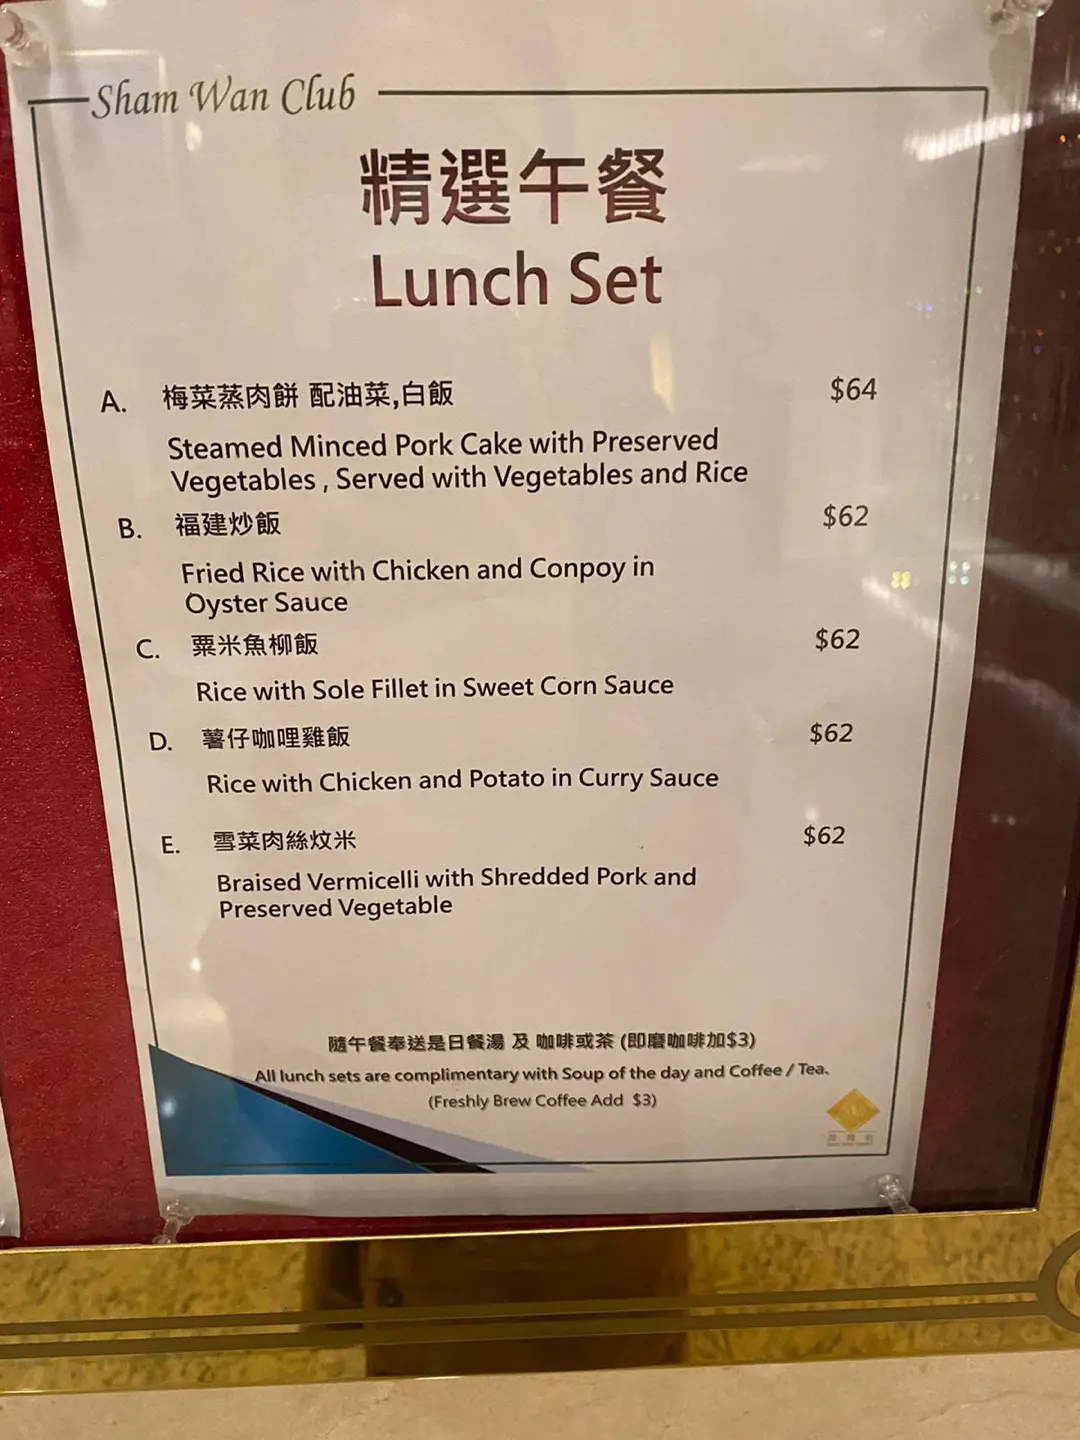 Sham Wan Club
精選午餐
Lunch Set
A. 梅菜蒸肉餅 配油菜,白飯 $64
Steamed Minced Pork Cake with Preserved
Vegetables , Served with Vegetables and Rice
B. 福建炒飯 $62
Fried Rice with Chicken and Conpoy in
Oyster Sauce
C. 粟米魚柳飯 $62
Rice with Sole Fillet in Sweet Corn Sauce
D. 薯仔咖哩雞飯 $62
Rice with Chicken and Potato in Curry Sauce
E. 雪菜肉絲炆米 $62
Braised Vermicelli with Shredded Pork and
Preserved Vegetable
隨午餐奉送是日餐湯 及 咖啡或茶 (即磨咖啡加$3)
All lunch sets are complimentary with Soup of the day and Coffee / Tea.
(Freshly Brew Coffee Add $3)